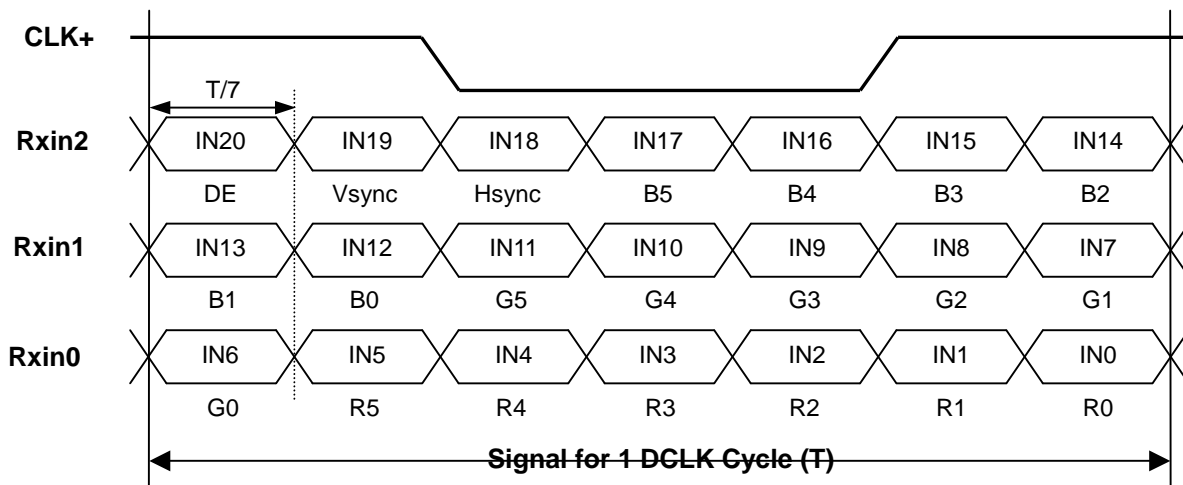 CLK+
T/7
Rxin2 IN20 IN19 IN18 IN17 IN16 IN15 IN14
DE Vsync Hsync B5 B4 B3 B2
Rxin1 IN13 IN12 IN11 IN10 IN9 IN8 IN7
B1 B0 G5 G4 G3 G2 G1
Rxin0 IN6 IN5 IN4 IN3 IN2 IN1 IN0
G0 R5 R4 R3 R2 R1 R0
Signal for 1 DCLK Cycle (T)